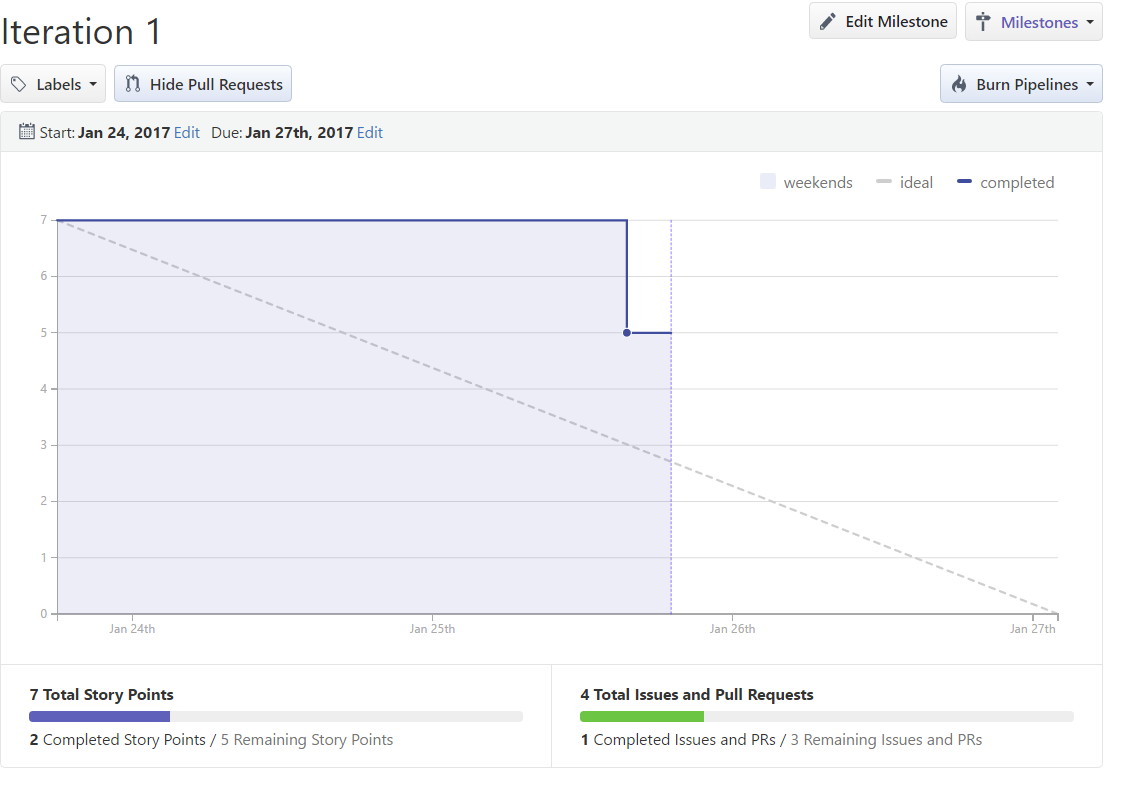 Iteration 1
Edit Milestone
Milestones
Labels
Hide Pull Requests
Burn Pipelines
Start: Jan 24, 2017 Edit Due: Jan 27th, 2017 Edit
weekends ideal completed
7
6
5
4
3
2
1
0
Jan 24th Jan 25th Jan 26th Jan 27th
7 Total Story Points
2 Completed Story Points / 5 Remaining Story Points
4 Total Issues and Pull Requests
1 Completed Issues and PRs / 3 Remaining Issues and PRs